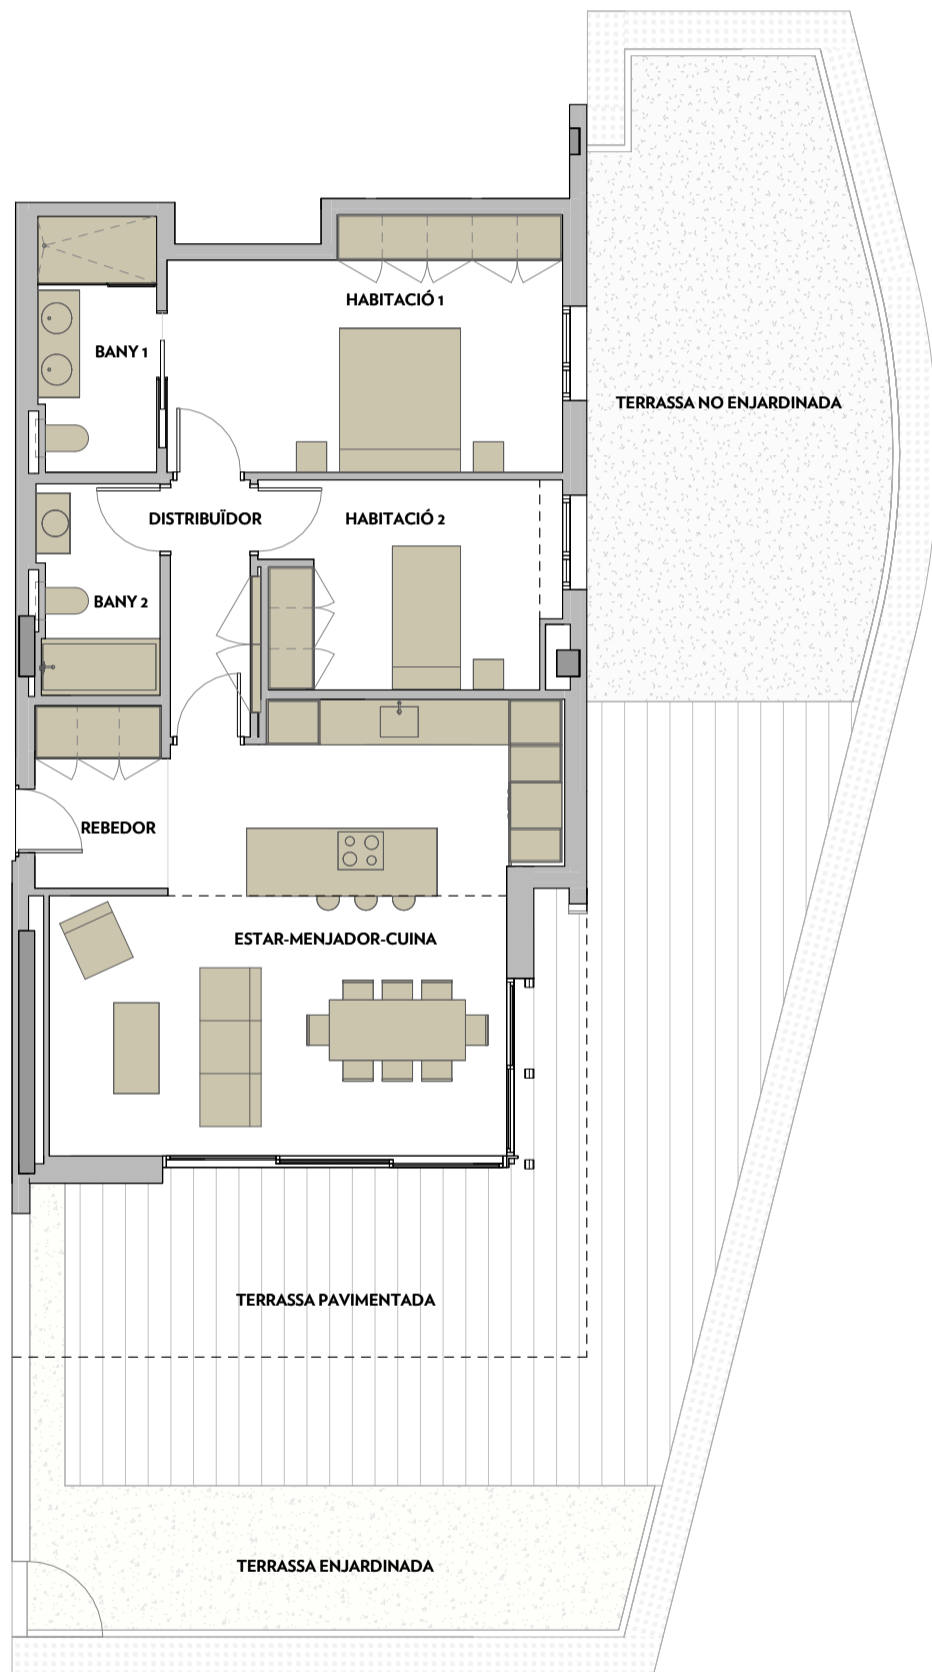 HABITACIÓ 1
BANY 1
TERRASSA NO ENJARDINADA
DISTRIBUÏDOR
HABITACIÓ 2
BANY 2
REBEDOR
ESTAR-MENJADOR-CUINA
TERRASSA PAVIMENTADA
TERRASSA ENJARDINADA